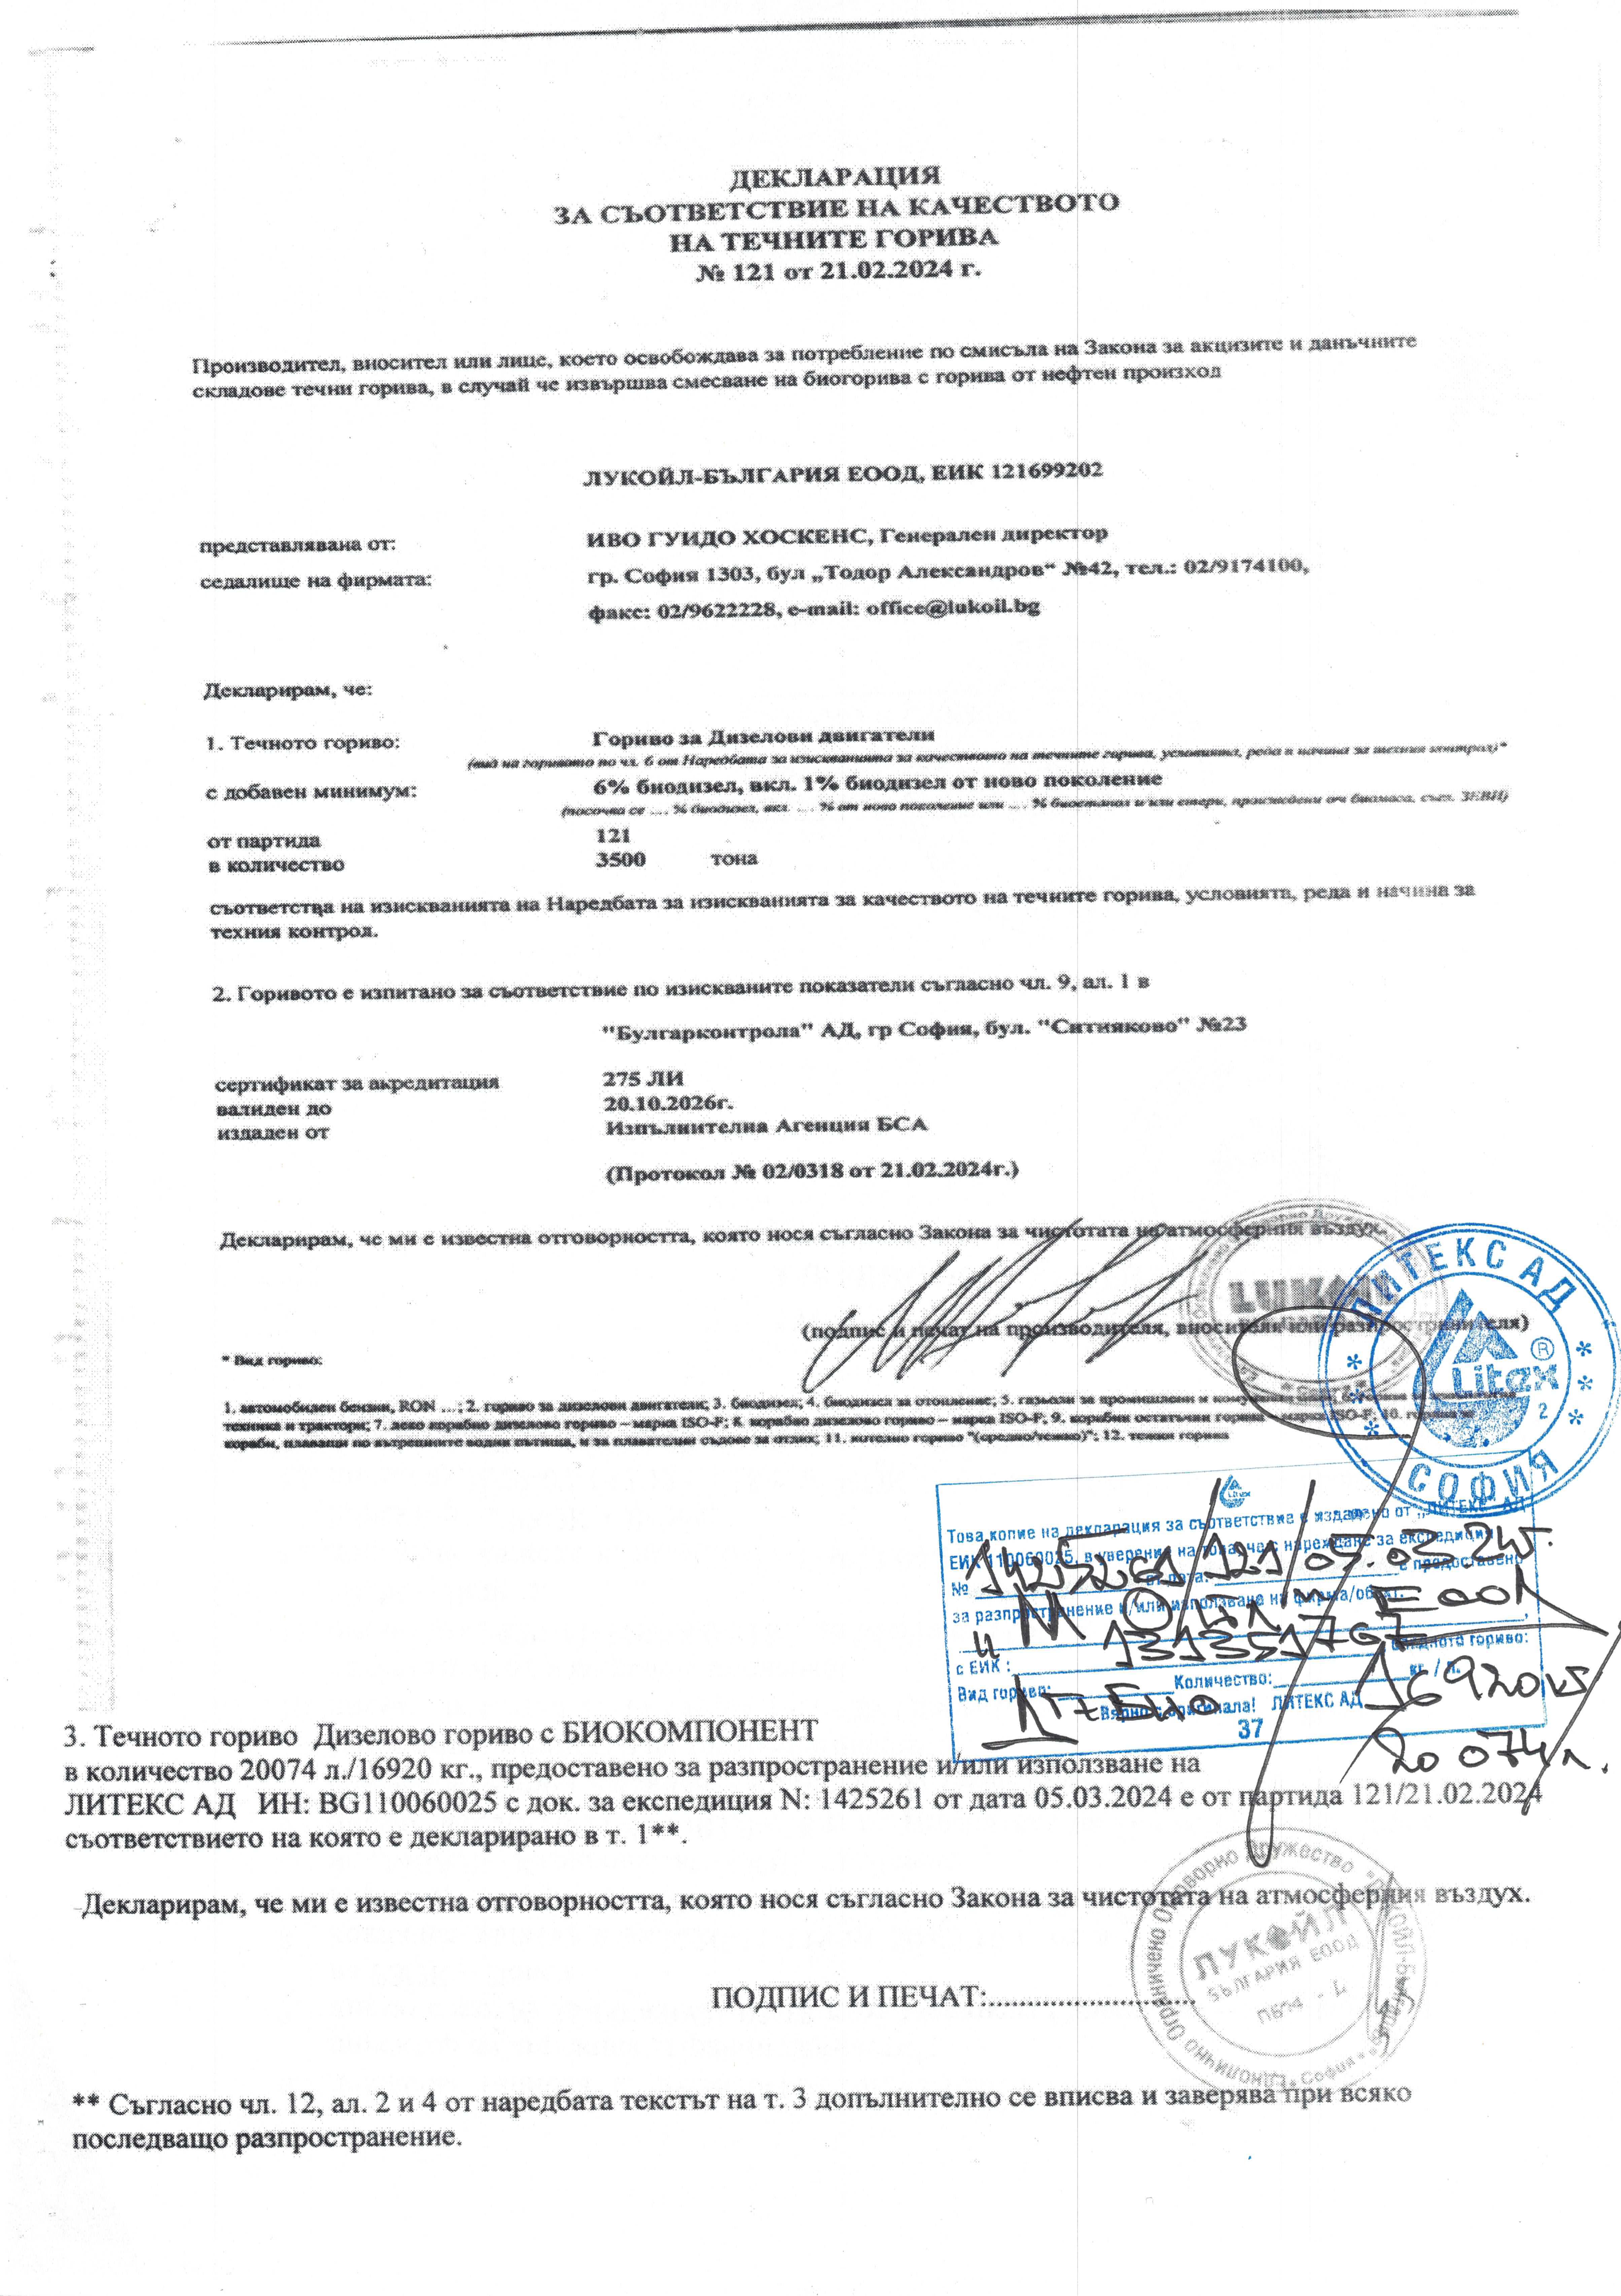 ДЕКЛАРАЦИЯ
ЗА СЪОТВЕТСТВИЕ НА КАЧЕСТВОТО
НА ТЕЧНИТЕ ГОРИВА
№ 121 от 21.02.2024 г.
Производител, вносител или лице, което освобождава за потребление по смисъла на Закона за акцизите и данъчните
складове течни горива, в случай че извършва смесване на биогорива с горива от нефтен произход
ЛУКОЙЛ-БЪЛГАРИЯ ЕООД, ЕИК 121699202
представлявана от: ИВО ГУИДО ХОСКЕНС, Генерален директор
седалище на фирмата: гр. София 1303, бул „Тодор Александров“ №42, тел.: 02/9174100,
факс: 02/9622228, e-mail: office@lukoil.bg
Декларирам, че:
1. Течното гориво: Гориво за Дизелови двигатели
(вид на горивото по чл. 6 от Наредбата за изискванията за качеството на течните горива, условията, реда и начина за техния контрол)*
с добавен минимум: 6% биодизел, вкл. 1% биодизел от ново поколение
(посочва се .... % биодизел, вкл. ... % от ново поколение или ... % биоетанол и/или етери, произведени от биомаса, съгл. ЗЕВИ)
от партида 121
в количество 3500 тона
съответства на изискванията на Наредбата за изискванията за качеството на течните горива, условията, реда и начина за
техния контрол.
2. Горивото е изпитано за съответствие по изискваните показатели съгласно чл. 9, ал. 1 в
"Булгарконтрола" АД, гр София, бул. "Ситняково" №23
сертификат за акредитация 275 ЛИ
валиден до 20.10.2026г.
издаден от Изпълнителна Агенция БСА
(Протокол № 02/0318 от 21.02.2024г.)
Декларирам, че ми е известна отговорността, която нося съгласно Закона за чистотата на атмосферния въздух.
LUKOIL
(подпис и печат на производителя, вносителя или разпространителя)
ЛИТЕКС АД
Litex ®
2
СОФИЯ
* Вид гориво:
1. автомобилен бензин, RON ...; 2. гориво за дизелови двигатели; 3. биодизел; 4. биодизел за отопление; 5. газьоли за промишлени и
техника и трактори; 7. леко корабно дизелово гориво – марка ISO-F; 8. корабно дизелово гориво – марка ISO-F; 9. корабни остатъчни горива – марка ISO-F; 10. горива за
кораби, плаващи по вътрешните водни пътища, и за плавателни съдове за отдих; 11. котелно гориво "(средно/тежко)"; 12. тежки горива
Това копие на декларация за съответствие е издадено от „ЛИТЕКС“ АД
ЕИК 110060025, в уверение на това, че с нареждане за експедиция
№ 1425261/121/05.03.24г. от дата: е предоставено
за разпространение и/или използване на фирма/обект:
ЕООД
с ЕИК : 131351767
Вид гориво: Количество: кг. / л.
16920кг
Вярно с оригинала! ЛИТЕКС АД
37
20074л.
3. Течното гориво Дизелово гориво с БИОКОМПОНЕНТ
в количество 20074 л./16920 кг., предоставено за разпространение и/или използване на
ЛИТЕКС АД ИН: BG110060025 с док. за експедиция N: 1425261 от дата 05.03.2024 е от партида 121/21.02.2024
съответствието на която е декларирано в т. 1**.
Декларирам, че ми е известна отговорността, която нося съгласно Закона за чистотата на атмосферния въздух.
ПОДПИС И ПЕЧАТ:...........................
Еднолично Ограничено Отговорно Дружество "Лукойл-България" * София *
ЛУКОЙЛ
БЪЛГАРИЯ ЕООД
** Съгласно чл. 12, ал. 2 и 4 от наредбата текстът на т. 3 допълнително се вписва и заверява при всяко
последващо разпространение.